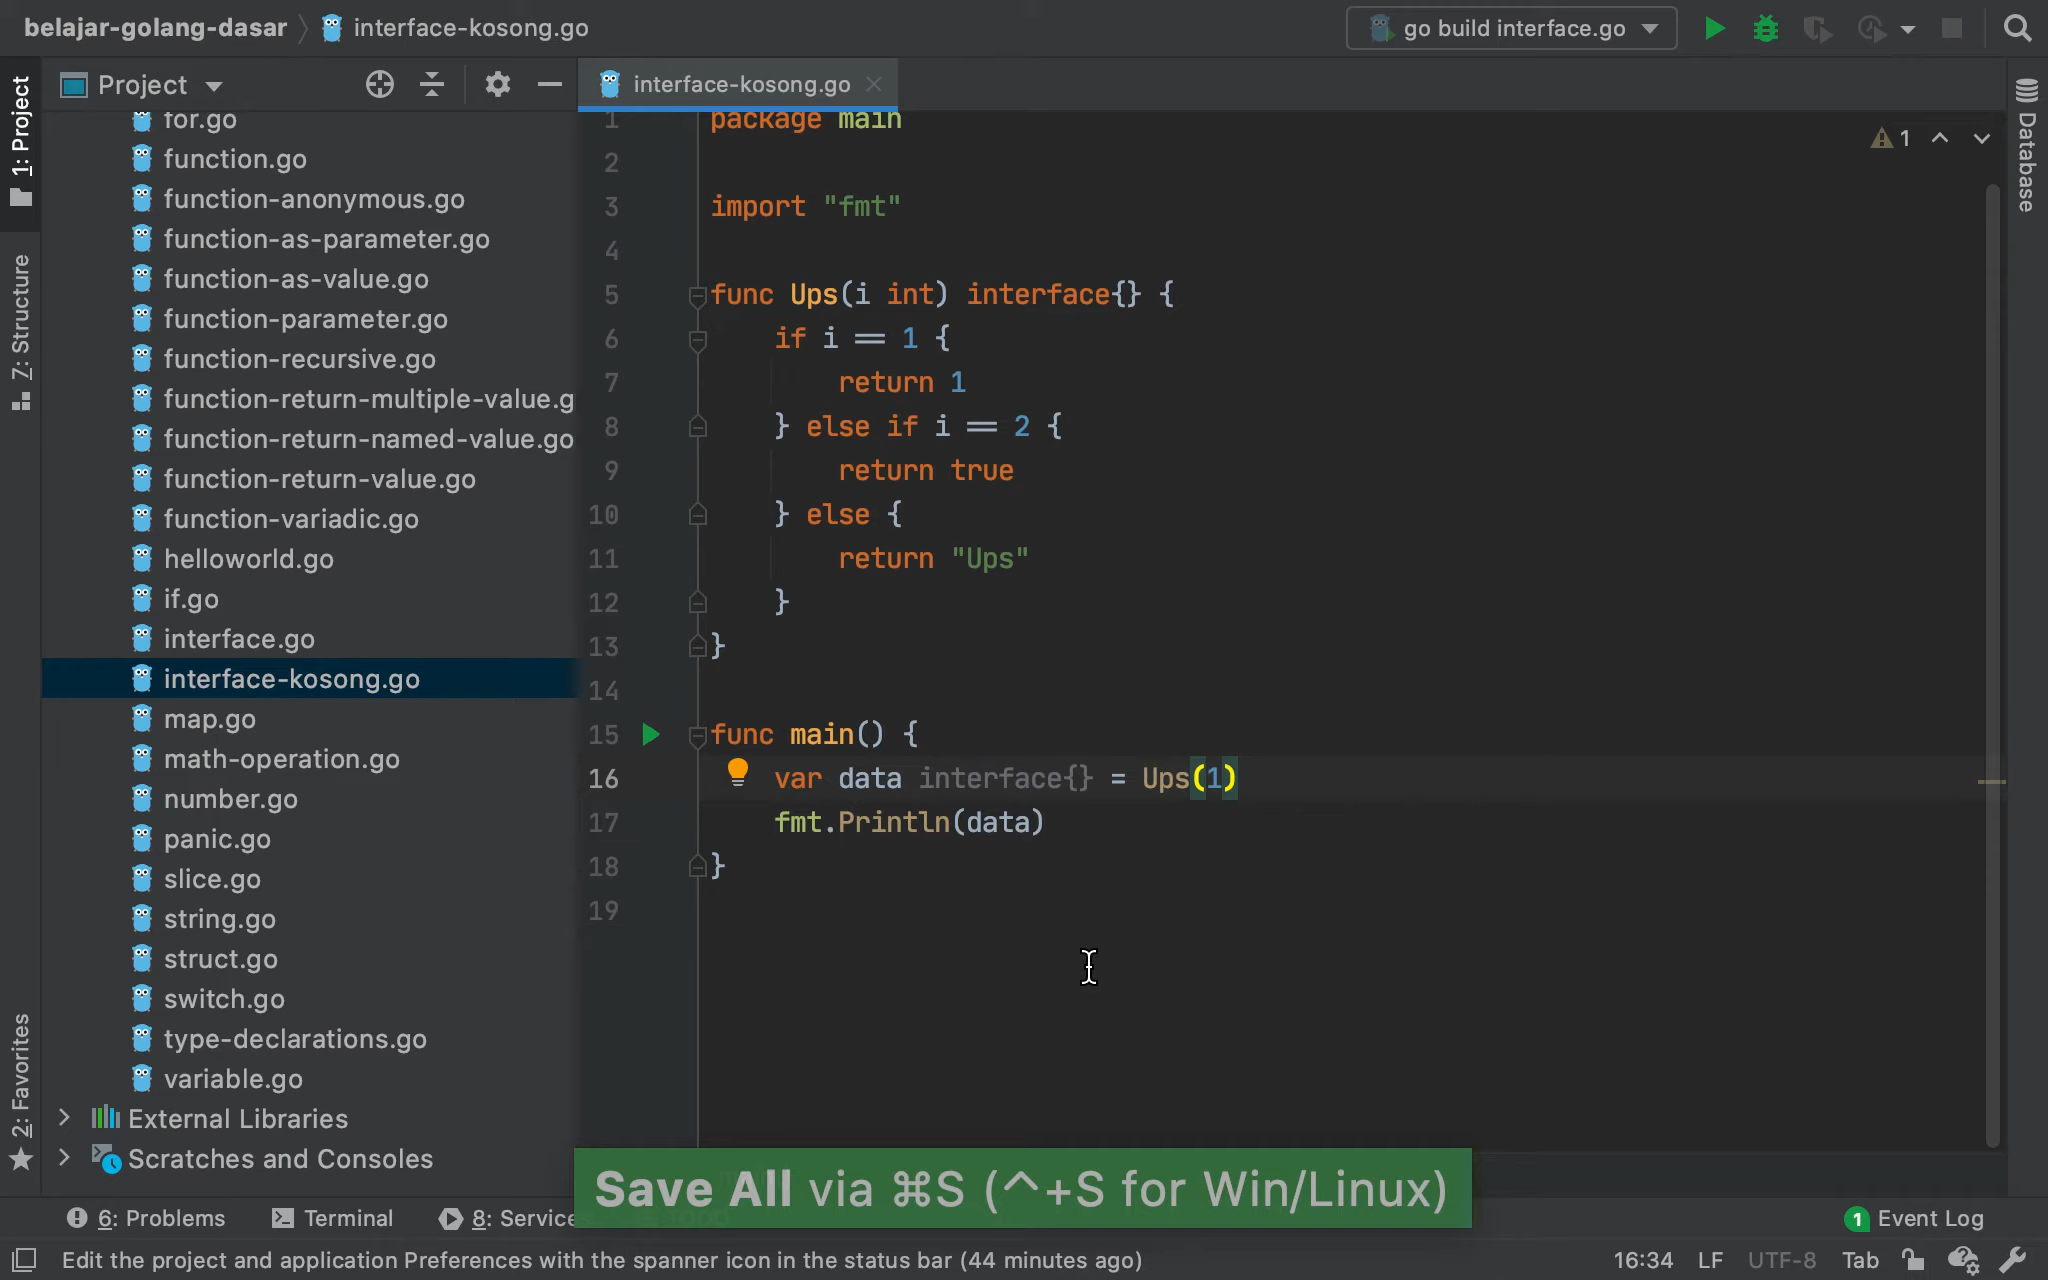 belajar-golang-dasar
interface-kosong.go
go build interface.go
1: Project
Project
interface-kosong.go
Database
for.go
function.go
function-anonymous.go
function-as-parameter.go
function-as-value.go
function-parameter.go
function-recursive.go
function-return-multiple-value.g
function-return-named-value.go
function-return-value.go
function-variadic.go
helloworld.go
if.go
interface.go
interface-kosong.go
map.go
math-operation.go
number.go
panic.go
slice.go
string.go
struct.go
switch.go
type-declarations.go
variable.go
External Libraries
Scratches and Consoles
7: Structure
2: Favorites
1 package main
2
3 import "fmt"
4
5 func Ups(i int) interface{} {
6 if i == 1 {
7 return 1
8 } else if i == 2 {
9 return true
10 } else {
11 return "Ups"
12 }
13 }
14
15 func main() {
16 var data interface{} = Ups(1)
17 fmt.Println(data)
18 }
19
1
Save All via ⌘S (^+S for Win/Linux)
6: Problems
Terminal
8: Service
1 Event Log
Edit the project and application Preferences with the spanner icon in the status bar (44 minutes ago)
16:34 LF UTF-8 Tab